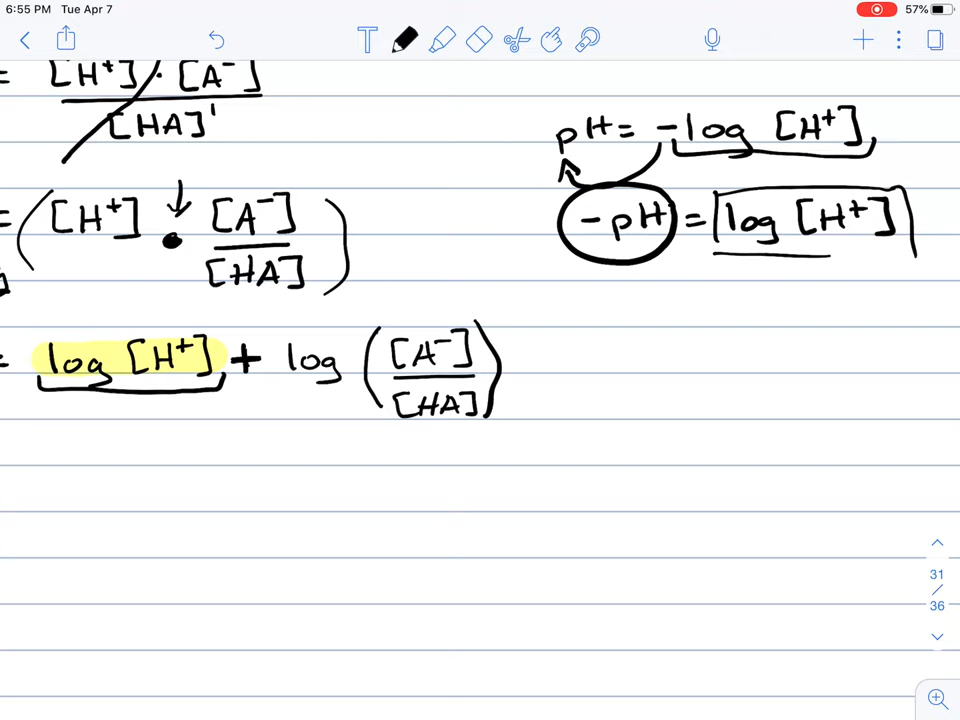 6:55 PM Tue Apr 7
57%
T
= [H⁺] · [A⁻]
[HA]
pH = -log [H⁺]
= ([H⁺] · [A⁻]
[HA])
-pH = log [H⁺]
= log [H⁺] + log ([A⁻]
[HA])
31
/
36